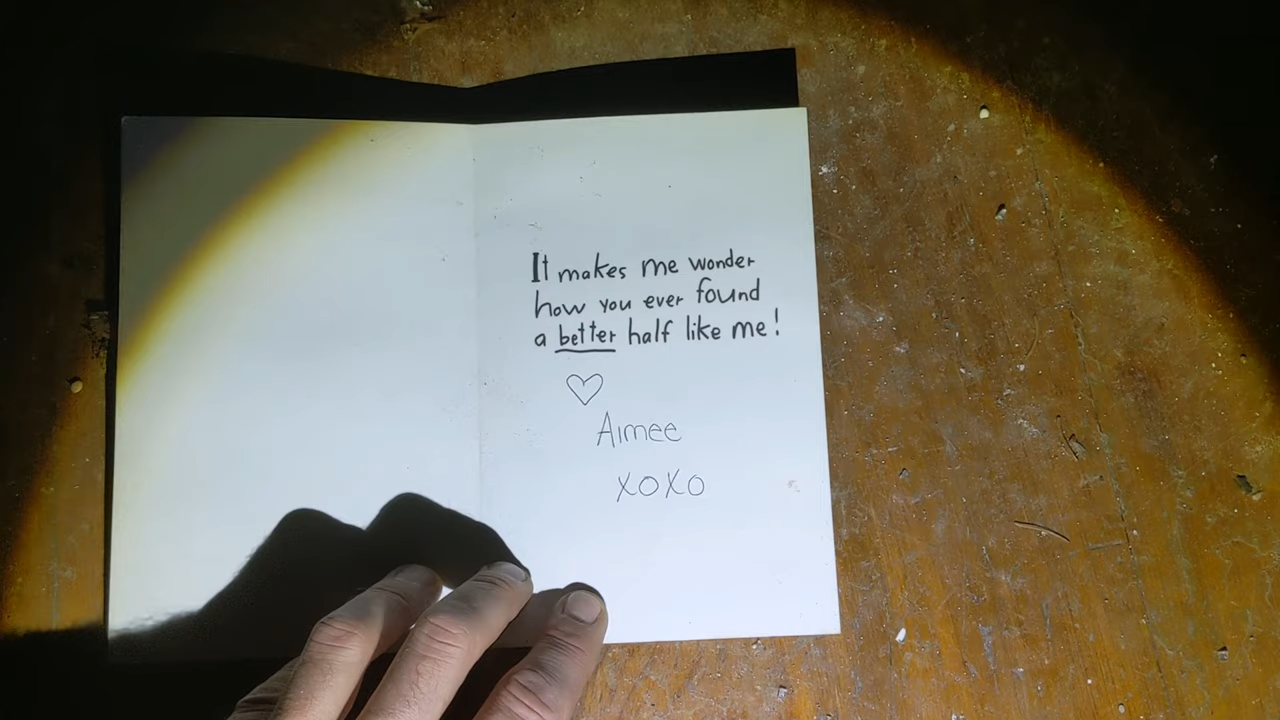 It makes me wonder
how you ever found
a better half like me!
♡
Aimee
XOXO